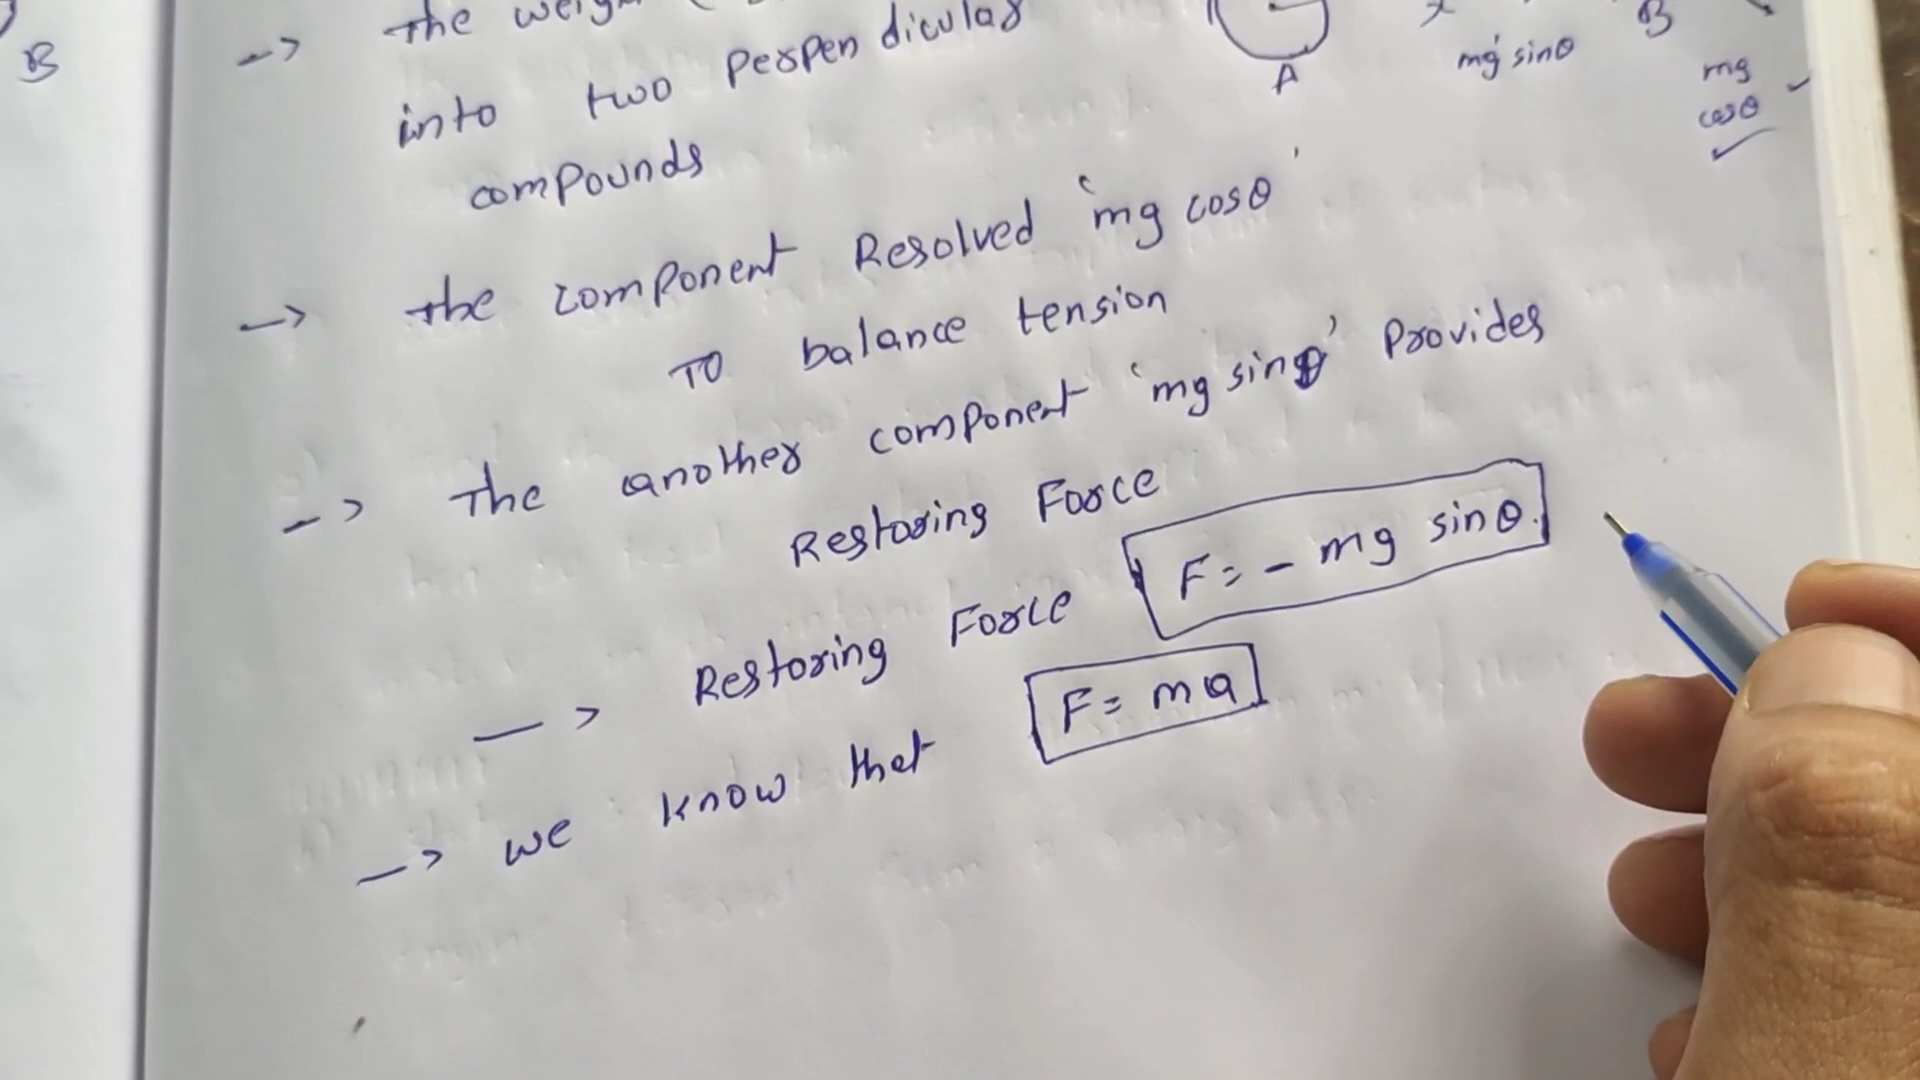 B
-> the weigh
into two perpendicular
compounds
A
mg sinθ
B
mg
cosθ
-> the component Resolved 'mg cosθ'
To balance tension
-> The another component 'mg sinθ' Provides
Restoring Force
-> Restoring Force F = - mg sinθ.
-> we know that F = ma